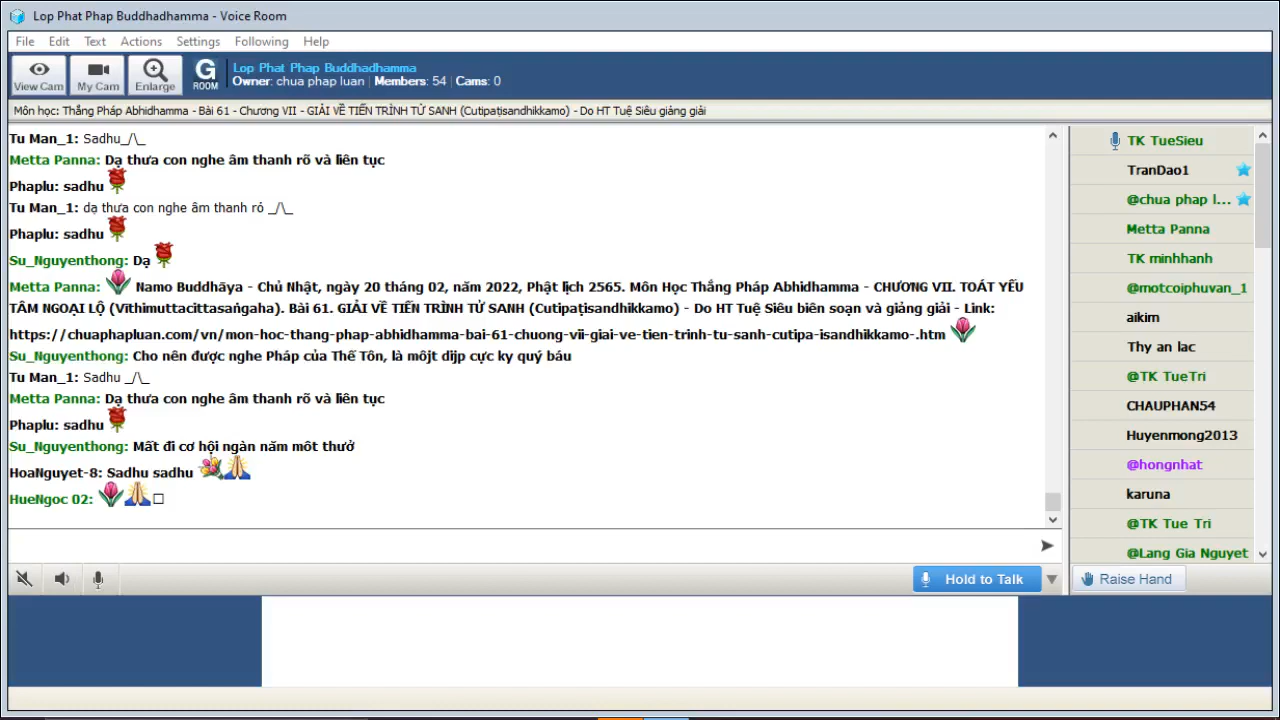 Lop Phat Phap Buddhadhamma - Voice Room
File Edit Text Actions Settings Following Help
View Cam My Cam Enlarge G ROOM
Lop Phat Phap Buddhadhamma
Owner: chua phap luan | Members: 54 | Cams: 0
Môn học: Thắng Pháp Abhidhamma - Bài 61 - Chương VII - GIẢI VỀ TIẾN TRÌNH TỬ SANH (Cutipaṭisandhikkamo) - Do HT Tuệ Siêu giảng giải
Tu Man_1: Sadhu_/\_
Metta Panna: Dạ thưa con nghe âm thanh rõ và liên tục
Phaplu: sadhu
Tu Man_1: dạ thưa con nghe âm thanh ró _/\_
Phaplu: sadhu
Su_Nguyenthong: Dạ
Metta Panna: Namo Buddhāya - Chủ Nhật, ngày 20 tháng 02, năm 2022, Phật lịch 2565. Môn Học Thắng Pháp Abhidhamma - CHƯƠNG VII. TOÁT YẾU
TÂM NGOẠI LỘ (Vīthimuttacittasaṅgaha). Bài 61. GIẢI VỀ TIẾN TRÌNH TỬ SANH (Cutipaṭisandhikkamo) - Do HT Tuệ Siêu biên soạn và giảng giải - Link:
https://chuaphapluan.com/vn/mon-hoc-thang-phap-abhidhamma-bai-61-chuong-vii-giai-ve-tien-trinh-tu-sanh-cutipa-isandhikkamo-.htm
Su_Nguyenthong: Cho nên được nghe Pháp của Thế Tôn, là môjt dijp cực ky quý báu
Tu Man_1: Sadhu _/\_
Metta Panna: Dạ thưa con nghe âm thanh rõ và liên tục
Phaplu: sadhu
Su_Nguyenthong: Mất đi cơ hội ngàn năm môt thưở
HoaNguyet-8: Sadhu sadhu
HueNgoc 02:
TK TueSieu
TranDao1
@chua phap l...
Metta Panna
TK minhhanh
@motcoiphuvan_1
aikim
Thy an lac
@TK TueTri
CHAUPHAN54
Huyenmong2013
@hongnhat
karuna
@TK Tue Tri
@Lang Gia Nguyet
Hold to Talk
Raise Hand